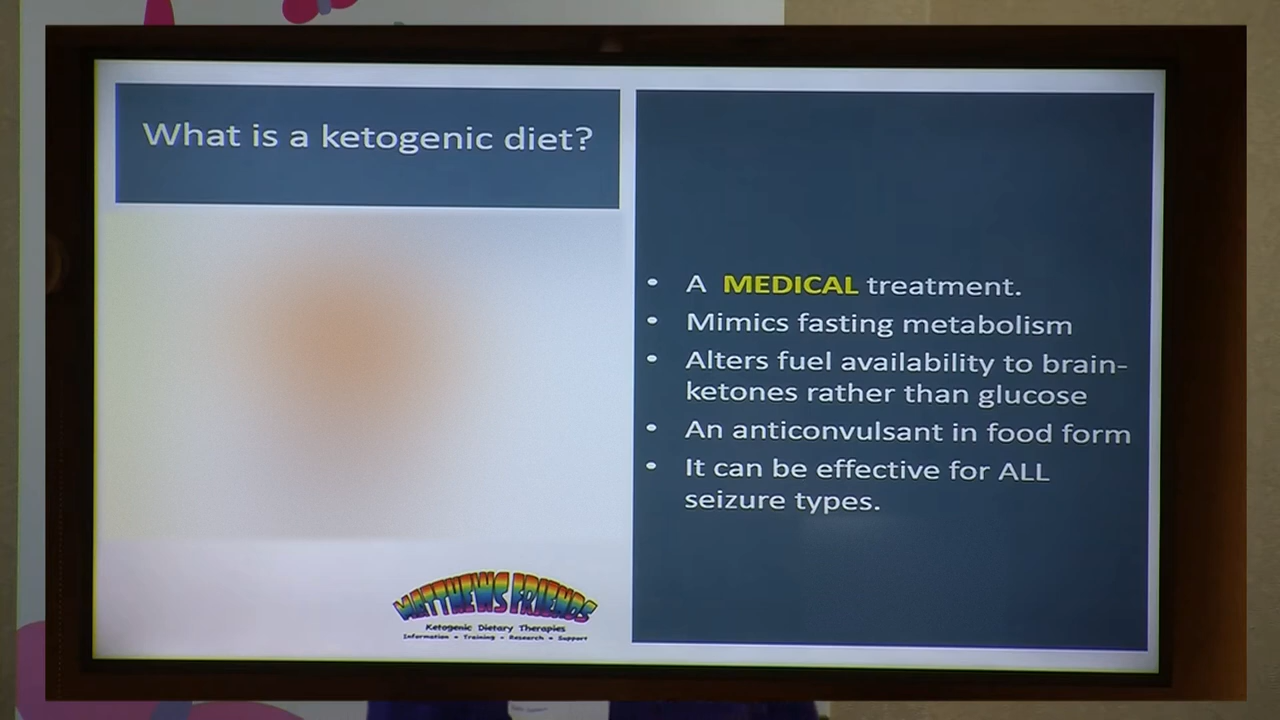 What is a ketogenic diet?
• A MEDICAL treatment.
• Mimics fasting metabolism
• Alters fuel availability to brain-
ketones rather than glucose
• An anticonvulsant in food form
• It can be effective for ALL
seizure types.
MATTHEWS FRIENDS
Ketogenic Dietary Therapies
Information • Training • Research • Support